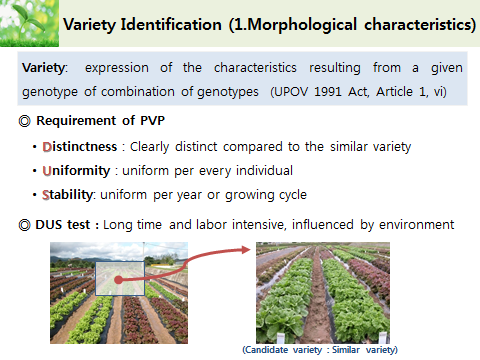 Variety Identification (1.Morphological characteristics)
Variety: expression of the characteristics resulting from a given
genotype of combination of genotypes (UPOV 1991 Act, Article 1, vi)
◎ Requirement of PVP
• Distinctness : Clearly distinct compared to the similar variety
• Uniformity : uniform per every individual
• Stability: uniform per year or growing cycle
◎ DUS test : Long time and labor intensive, influenced by environment
(Candidate variety : Similar variety)